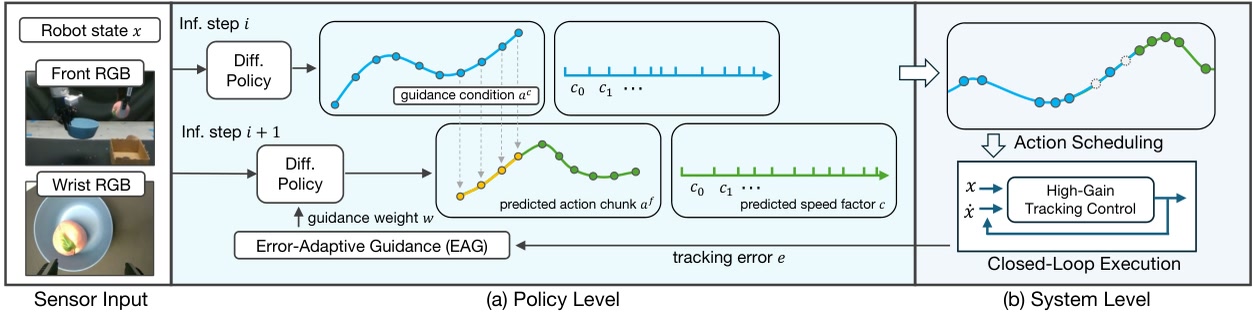 Robot state x
Front RGB
Wrist RGB
Sensor Input
Inf. step i
Diff.
Policy
guidance condition a^c
c_0 c_1 ...
Inf. step i + 1
Diff.
Policy
predicted action chunk a^f
c_0 c_1 ...
predicted speed factor c
guidance weight w
Error-Adaptive Guidance (EAG)
tracking error e
(a) Policy Level
Action Scheduling
x
ẋ
High-Gain
Tracking Control
Closed-Loop Execution
(b) System Level